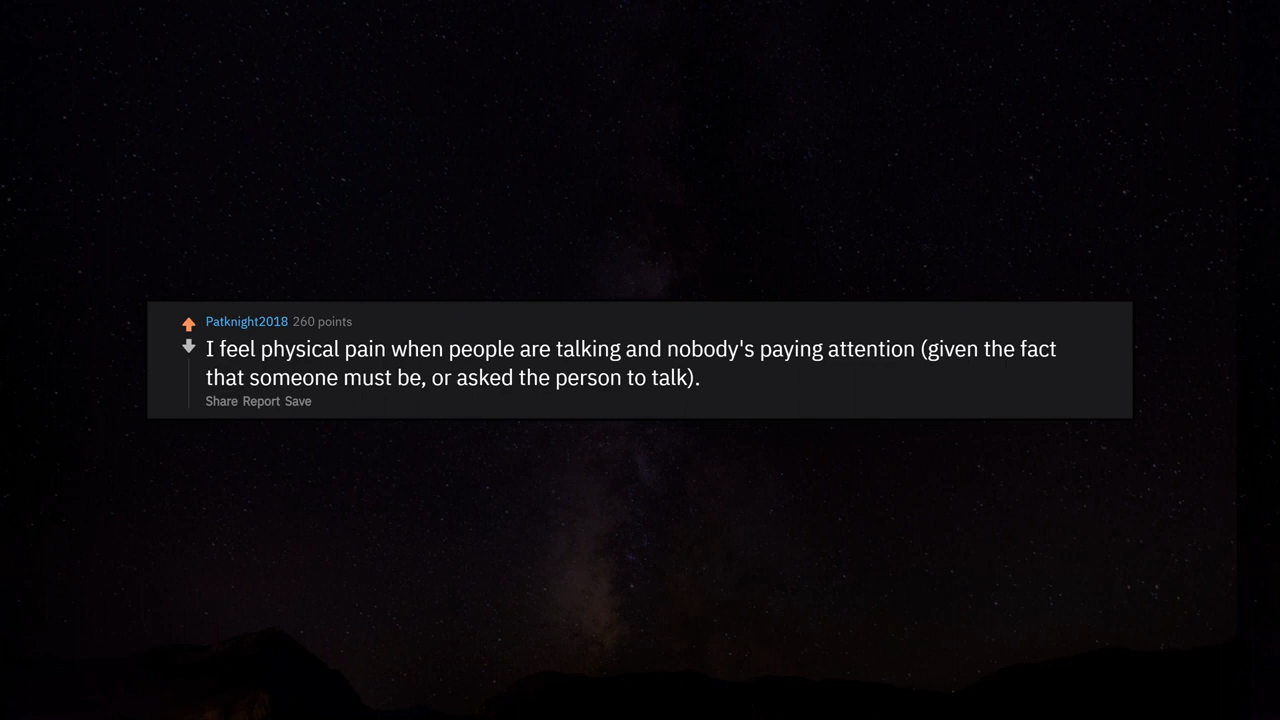 Patknight2018 260 points
I feel physical pain when people are talking and nobody's paying attention (given the fact
that someone must be, or asked the person to talk).
Share Report Save